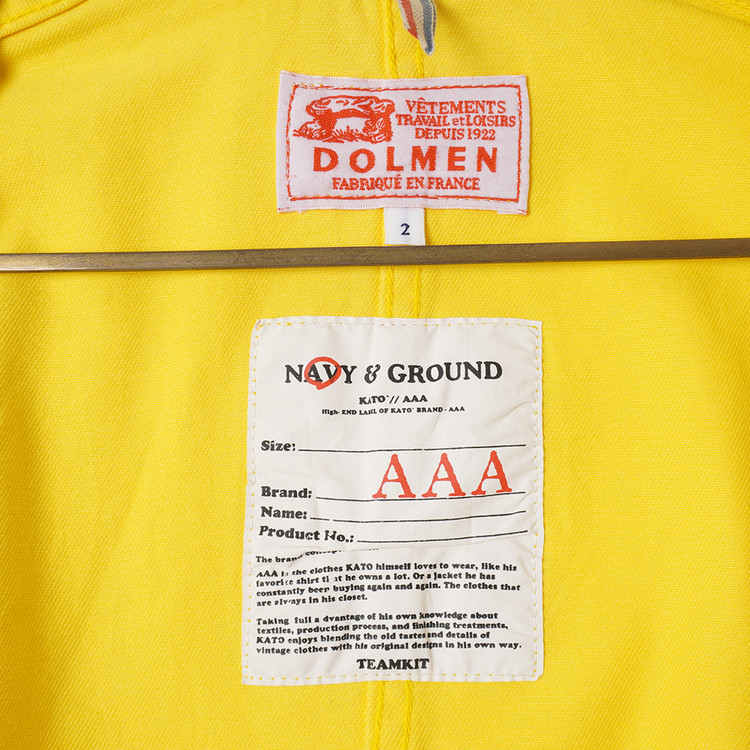 VÊTEMENTS
TRAVAIL et LOISIRS
DEPUIS 1922
DOLMEN
FABRIQUÉ EN FRANCE
2
NAVY & GROUND
KATO`// AAA
High- END LABEL OF KATO` BRAND - AAA
Size:
AAA
Brand:
Name:
Product No.:
The brand concept
AAA is the clothes KATO himself loves to wear, like his
favorite shirt that he owns a lot. Or a jacket he has
constantly been buying again and again. The clothes that
are always in his closet.
Taking full a dvantage of his own knowledge about
textiles, production process, and finishing treatments,
KATO enjoys blending the old tastes and details of
vintage clothes with his original designs in his own way.
TEAMKIT